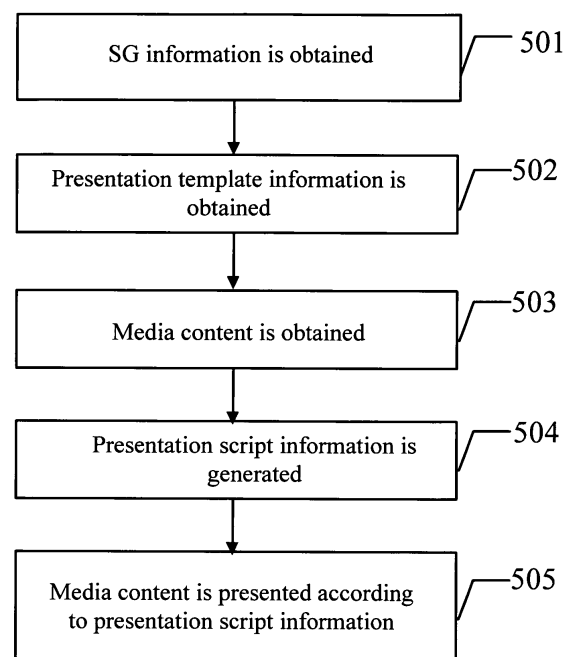 SG information is obtained
501
Presentation template information is
obtained
502
Media content is obtained
503
Presentation script information is
generated
504
Media content is presented according
to presentation script information
505